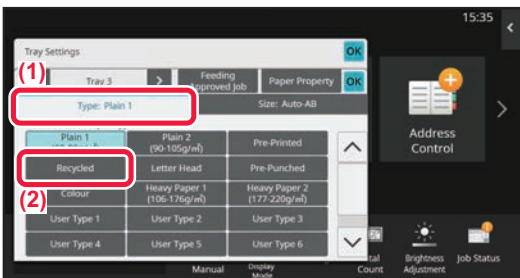 15:35
Tray Settings
OK
(1)
Tray 3
Feeding
Approved Job
Paper Property
OK
Type: Plain 1
Size: Auto-AB
Plain 1
Plain 2
(90-105g/㎡)
Pre-Printed
Recycled
Letter Head
Pre-Punched
(2)
Colour
Heavy Paper 1
(106-176g/㎡)
Heavy Paper 2
(177-220g/㎡)
User Type 1
User Type 2
User Type 3
User Type 4
User Type 5
User Type 6
Address
Control
Manual
Display
Mode
Count
Brightness
Adjustment
Job Status